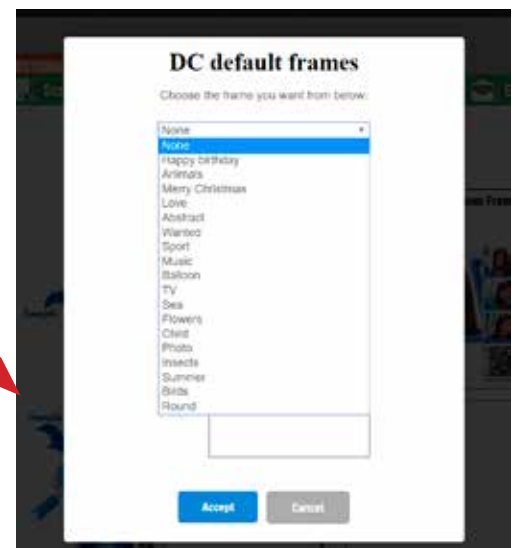 DC default frames
Choose the frame you want from below:
None
None
Happy birthday
Animals
Merry Christmas
Love
Abstract
Wanted
Sport
Music
Balloon
TV
Sea
Flowers
Child
Photo
Insects
Summer
Birds
Round
Accept
Cancel